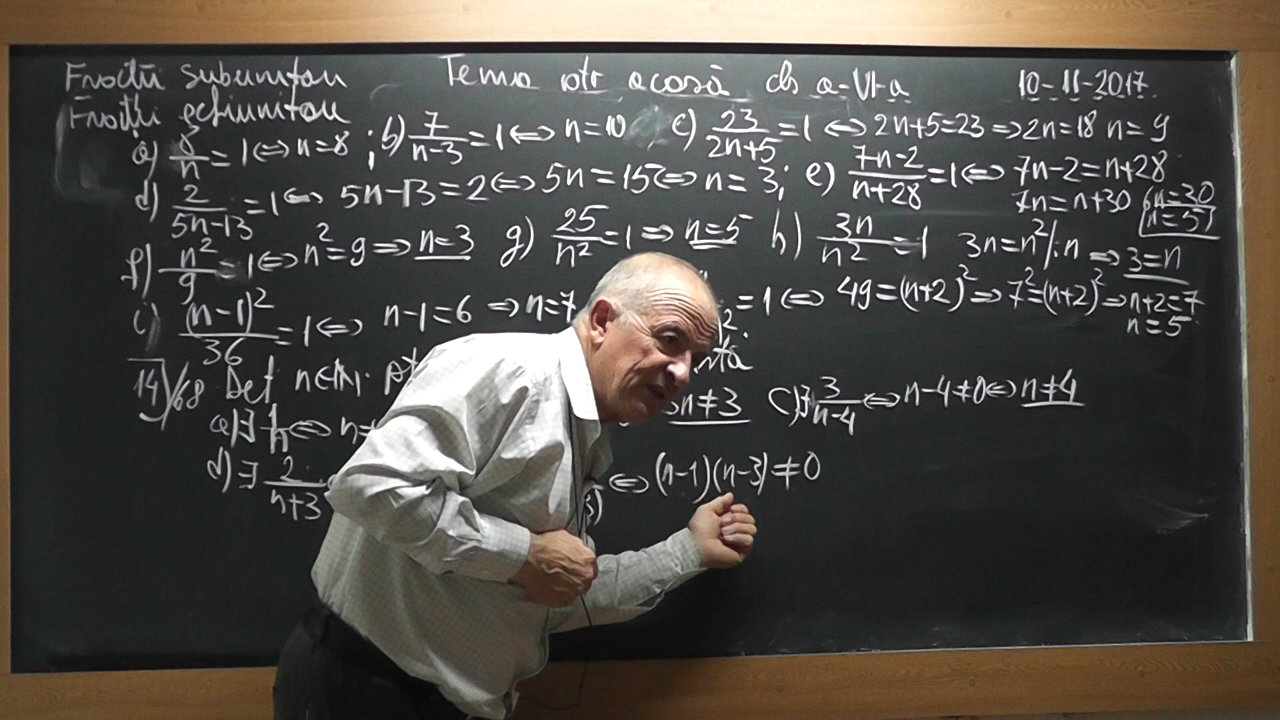 Fracții subunitare Tema ptr acasă cls a-VI-a 10-11-2017.
Fracții echiunitare
a) 8/n = 1 ⇔ n = 8 ; b) 7/(n-3) = 1 ⇔ n = 10 c) 23/(2n+5) = 1 ⇔ 2n+5 = 23 ⇒ 2n = 18 n = 9
d) 2/(5n-13) = 1 ⇔ 5n-13 = 2 ⇔ 5n = 15 ⇔ n = 3 ; e) (7n-2)/(n+28) = 1 ⇔ 7n-2 = n+28
7n = n+30 6n = 30
n = 5
f) n²/9 = 1 ⇔ n² = 9 ⇒ n = 3 g) 25/n² = 1 ⇒ n = 5 h) 3n/n² = 1 3n = n² /:n ⇒ 3 = n
i) (n-1)²/36 = 1 ⇔ n-1 = 6 ⇒ n = 7 = 1 ⇔ 49 = (n+2)² ⇒ 7² = (n+2)² ⇒ n+2 = 7
n = 5
14)/68 Det n∈ℕ
a) ∃ 1/n ⇔ n ≠ 3 c) ∃ 3/(n-4) ⇔ n-4 ≠ 0 ⇔ n ≠ 4
d) ∃ 2/(n+3) ⇔ (n-1)(n-3) ≠ 0